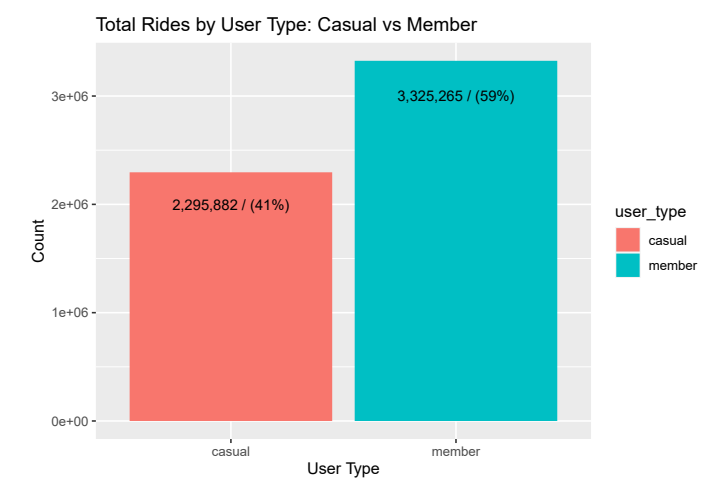 Total Rides by User Type: Casual vs Member
3e+06
2e+06
1e+06
0e+00
Count
2,295,882 / (41%)
3,325,265 / (59%)
casual
member
User Type
user_type
casual
member